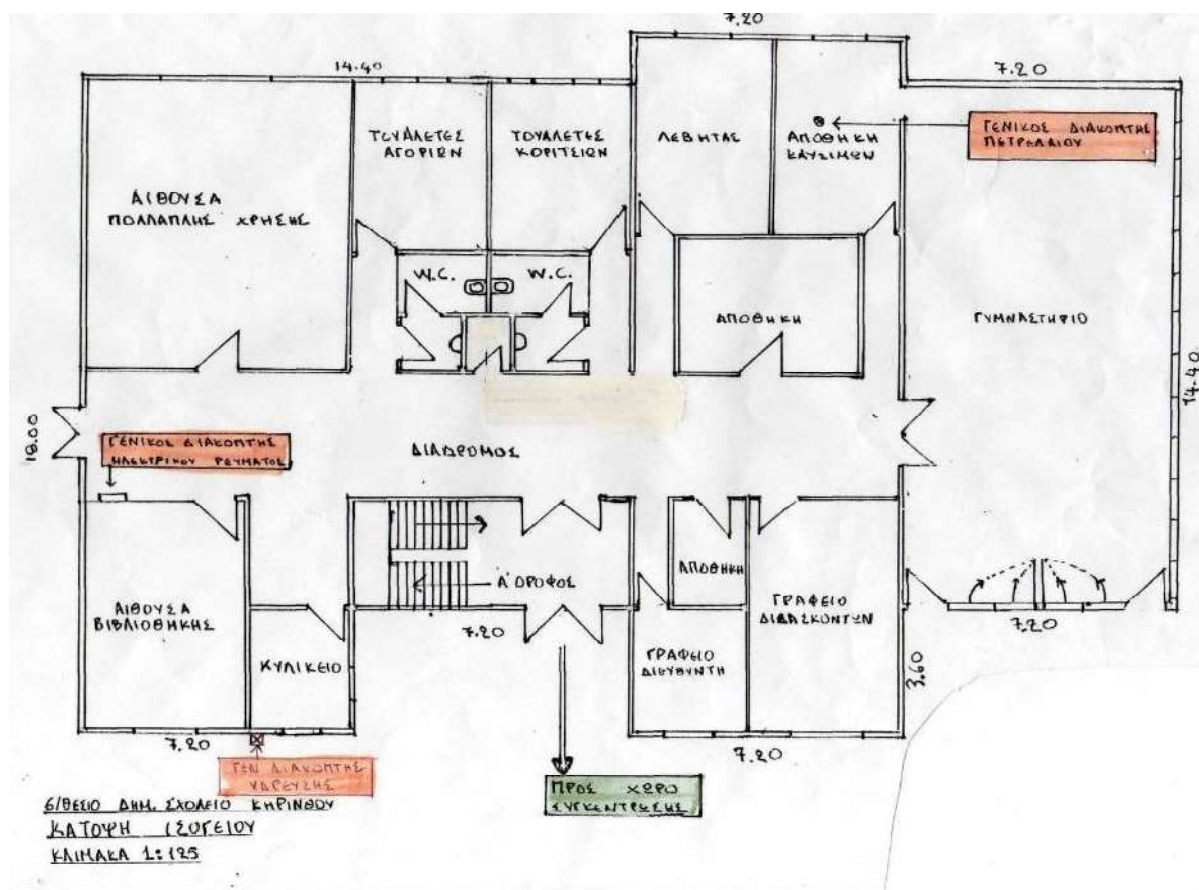 7.20
14.40
7.20
ΤΟΥΑΛΕΤΕΣ
ΑΓΟΡΙΩΝ
ΤΟΥΑΛΕΤΕΣ
ΚΟΡΙΤΣΙΩΝ
ΛΕΒΗΤΑΣ
ΑΠΟΘΗΚΗ
ΚΑΥΣΙΜΩΝ
ΓΕΝΙΚΟΣ ΔΙΑΚΟΠΤΗΣ
ΠΕΤΡΕΛΑΙΟΥ
ΑΙΘΟΥΣΑ
ΠΟΛΛΑΠΛΗΣ ΧΡΗΣΗΣ
W.C.
W.C.
ΑΠΟΘΗΚΗ
ΓΥΜΝΑΣΤΗΡΙΟ
14.40
18.00
ΓΕΝΙΚΟΣ ΔΙΑΚΟΠΤΗΣ
ΗΛΕΚΤΡΙΚΟΥ ΡΕΥΜΑΤΟΣ
ΔΙΑΔΡΟΜΟΣ
ΑΠΟΘΗΚΗ
Α' ΟΡΟΦΟΣ
ΑΙΘΟΥΣΑ
ΒΙΒΛΙΟΘΗΚΗΣ
ΓΡΑΦΕΙΟ
ΔΙΔΑΣΚΟΝΤΩΝ
7.20
7.20
ΚΥΛΙΚΕΙΟ
ΓΡΑΦΕΙΟ
ΔΙΕΥΘΥΝΤΗ
3.60
7.20
7.20
ΓΕΝ ΔΙΑΚΟΠΤΗΣ
ΥΔΡΕΥΣΗΣ
ΠΡΟΣ ΧΩΡΟ
ΣΥΓΚΕΝΤΡΩΣΗΣ
6/ΘΕΣΙΟ ΔΗΜ. ΣΧΟΛΕΙΟ ΚΗΡΙΝΘΟΥ
ΚΑΤΟΨΗ ΙΣΟΓΕΙΟΥ
ΚΛΙΜΑΚΑ 1:125